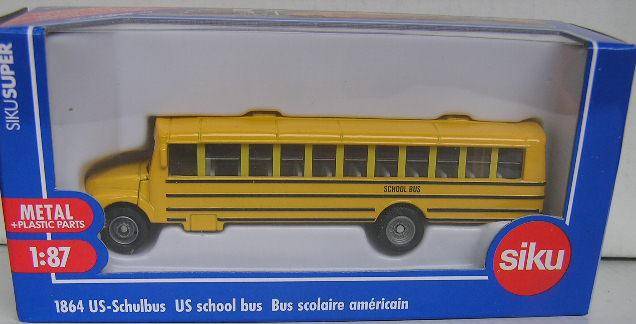 SIKUSUPER
METAL
+PLASTIC PARTS
1:87
SCHOOL BUS
siku
1864 US-Schulbus US school bus Bus scolaire américain